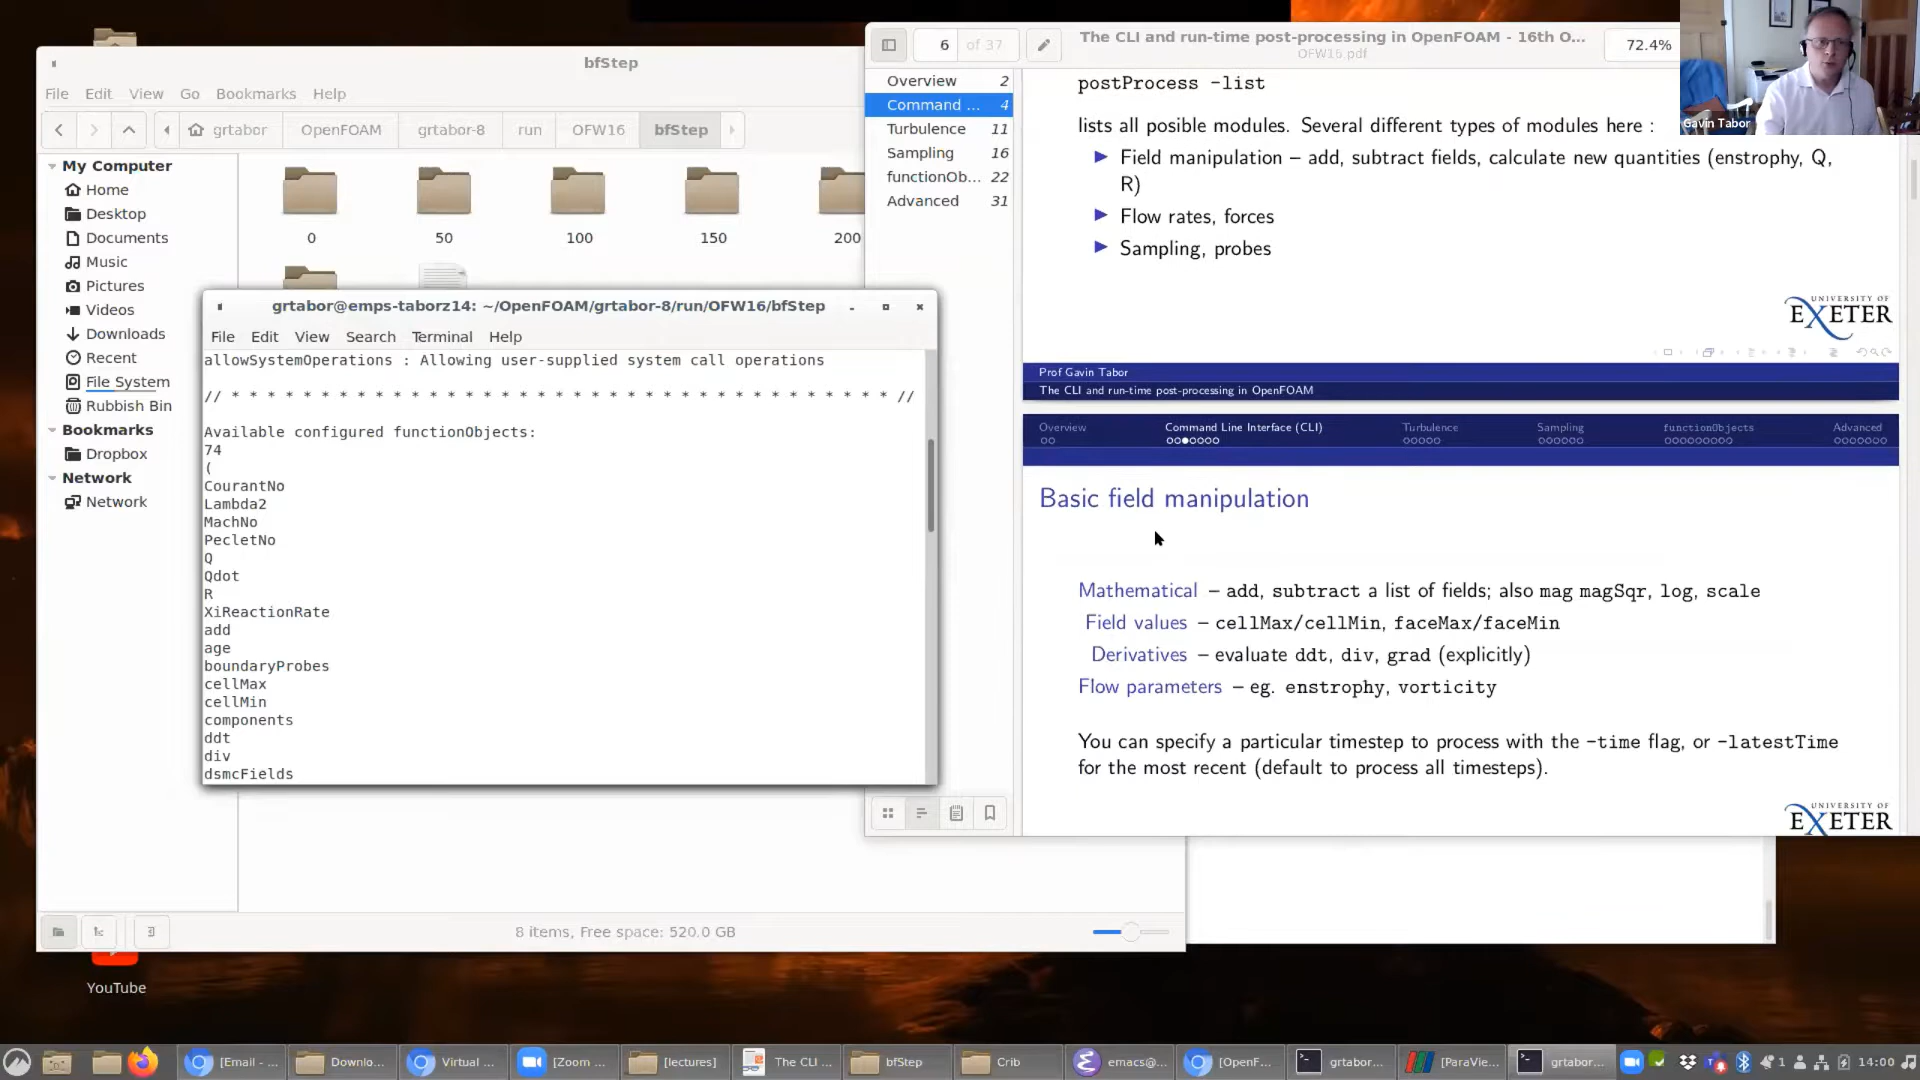 bfStep
File Edit View Go Bookmarks Help
grtabor OpenFOAM grtabor-8 run OFW16 bfStep
My Computer
Home
Desktop
Documents
Music
Pictures
Videos
Downloads
Recent
File System
Rubbish Bin
Bookmarks
Dropbox
Network
Network
0 50 100 150 200
grtabor@emps-taborz14: ~/OpenFOAM/grtabor-8/run/OFW16/bfStep
File Edit View Search Terminal Help
allowSystemOperations : Allowing user-supplied system call operations
// * * * * * * * * * * * * * * * * * * * * * * * * * * * * * * * * * * * * * //
Available configured functionObjects:
74
(
CourantNo
Lambda2
MachNo
PecletNo
Q
Qdot
R
XiReactionRate
add
age
boundaryProbes
cellMax
cellMin
components
ddt
div
dsmcFields
8 items, Free space: 520.0 GB
YouTube
6 of 37
The CLI and run-time post-processing in OpenFOAM - 16th O...
OFW16.pdf
72.4%
Overview 2
Command ... 4
Turbulence 11
Sampling 16
functionOb... 22
Advanced 31
postProcess -list
lists all posible modules. Several different types of modules here :
Field manipulation – add, subtract fields, calculate new quantities (enstrophy, Q,
R)
Flow rates, forces
Sampling, probes
UNIVERSITY OF
EXETER
Prof Gavin Tabor
The CLI and run-time post-processing in OpenFOAM
Overview Command Line Interface (CLI) Turbulence Sampling functionObjects Advanced
Basic field manipulation
Mathematical – add, subtract a list of fields; also mag magSqr, log, scale
Field values – cellMax/cellMin, faceMax/faceMin
Derivatives – evaluate ddt, div, grad (explicitly)
Flow parameters – eg. enstrophy, vorticity
You can specify a particular timestep to process with the -time flag, or -latestTime
for the most recent (default to process all timesteps).
UNIVERSITY OF
EXETER
Gavin Tabor
[Email - ... Downlo... Virtual ... [Zoom ... [lectures] The CLI ... bfStep Crib emacs@... [OpenF... grtabor... [ParaVie... grtabor... 1 14:00